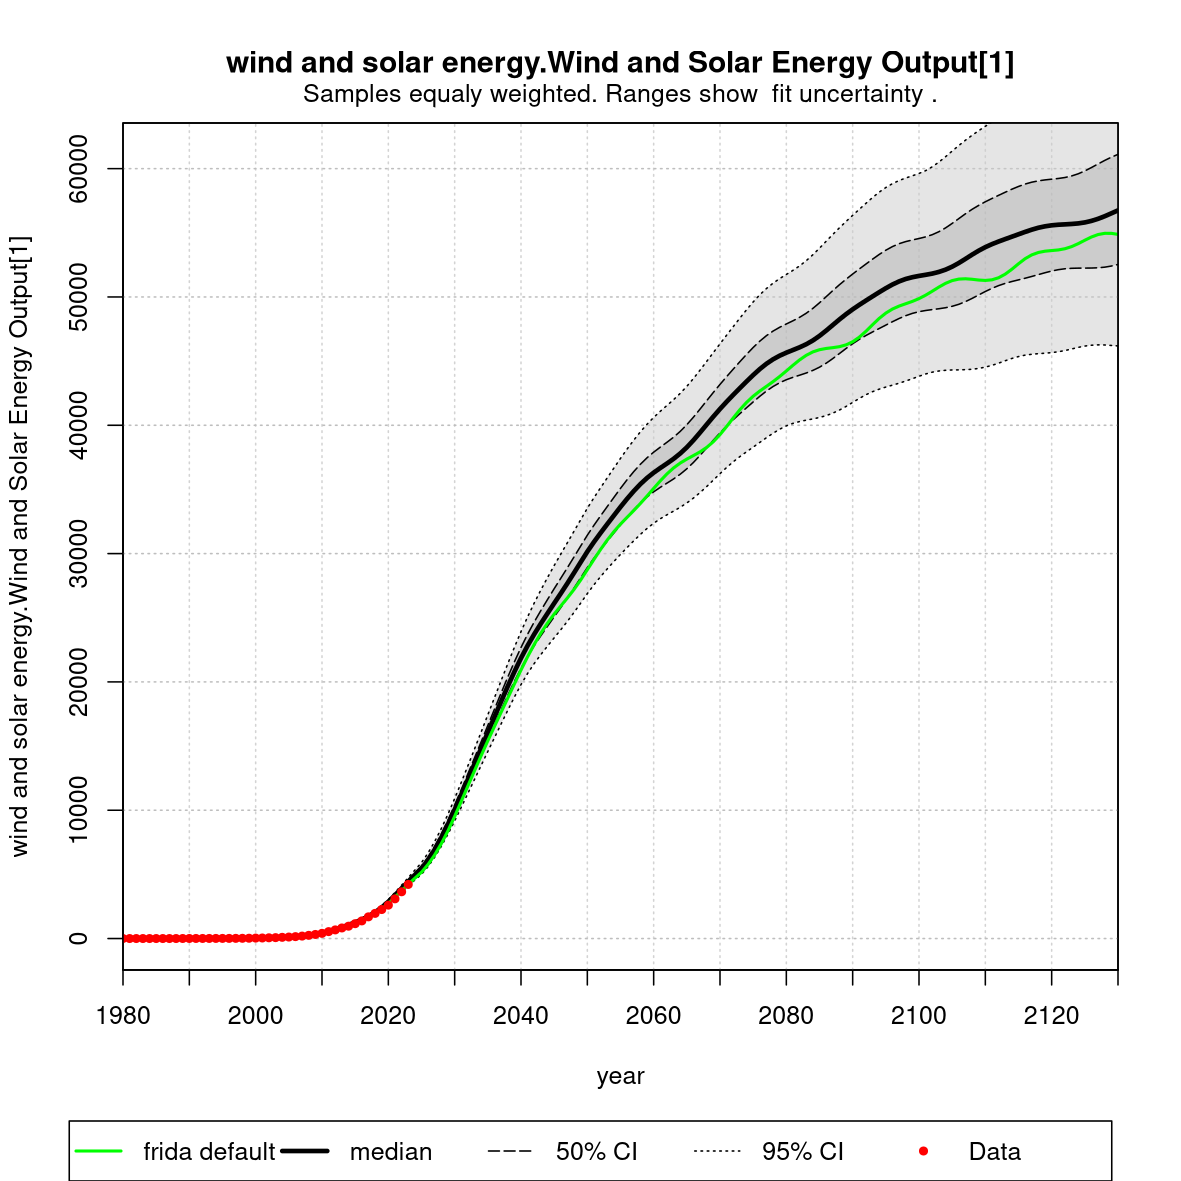 wind and solar energy.Wind and Solar Energy Output[1]
Samples equaly weighted. Ranges show  fit uncertainty .
wind and solar energy.Wind and Solar Energy Output[1]
60000
50000
40000
30000
20000
10000
0
1980 2000 2020 2040 2060 2080 2100 2120
year
frida default median 50% CI 95% CI Data